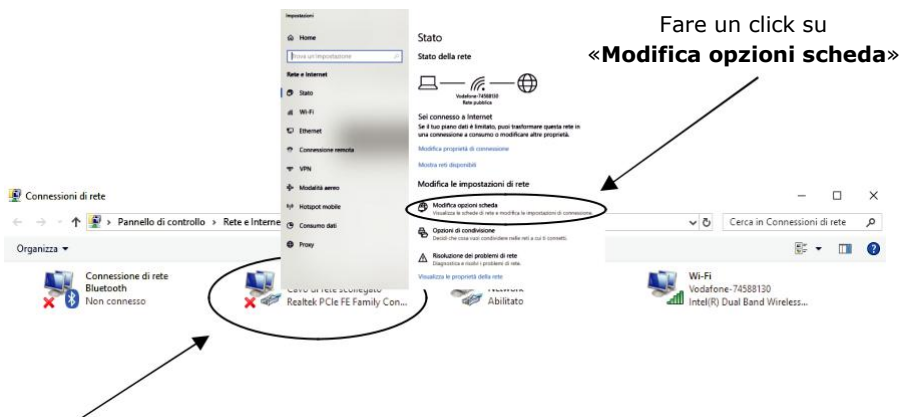 Fare un click su
«Modifica opzioni scheda»
Impostazioni
Home
Trova un'impostazione
Rete e Internet
Stato
Wi-Fi
Ethernet
Connessione remota
VPN
Modalità aereo
Hotspot mobile
Consumo dati
Proxy
Stato
Stato della rete
Vodafone-74588130
Rete pubblica
Sei connesso a Internet
Se il tuo piano dati è limitato, puoi trasformare questa rete in
una connessione a consumo o modificare altre proprietà.
Modifica proprietà di connessione
Mostra reti disponibili
Modifica le impostazioni di rete
Modifica opzioni scheda
Visualizza le schede di rete e modifica le impostazioni di connessione.
Opzioni di condivisione
Decidi che cosa vuoi condividere nelle reti a cui ti connetti.
Risoluzione dei problemi di rete
Diagnostica e risolvi i problemi di rete.
Visualizza le proprietà della rete
Connessioni di rete
Pannello di controllo > Rete e Interne
Cerca in Connessioni di rete
Organizza
Connessione di rete
Bluetooth
Non connesso
Cavo di rete scollegato
Realtek PCIe FE Family Con...
Network
Abilitato
Wi-Fi
Vodafone-74588130
Intel(R) Dual Band Wireless...